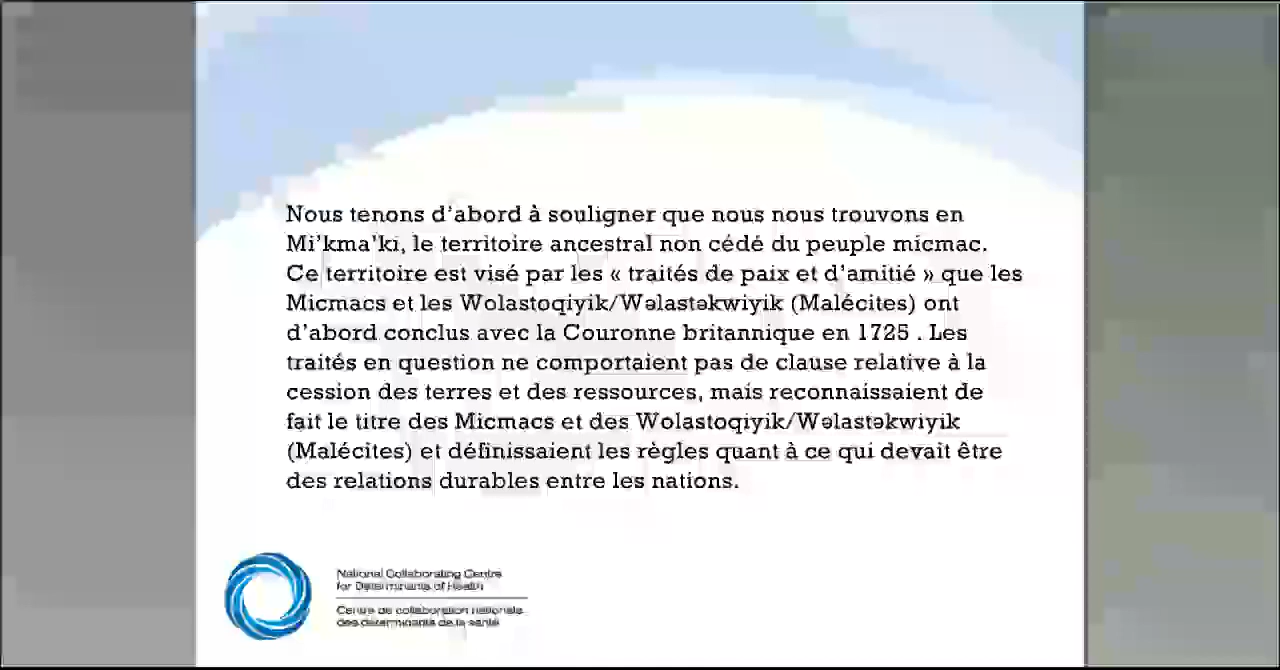 Nous tenons d'abord à souligner que nous nous trouvons en
Mi'kma'ki, le territoire ancestral non cédé du peuple micmac.
Ce territoire est visé par les « traités de paix et d'amitié » que les
Micmacs et les Wolastoqiyik/Wəlastəkwiyik (Malécites) ont
d'abord conclus avec la Couronne britannique en 1725 . Les
traités en question ne comportaient pas de clause relative à la
cession des terres et des ressources, mais reconnaissaient de
fait le titre des Micmacs et des Wolastoqiyik/Wəlastəkwiyik
(Malécites) et définissaient les règles quant à ce qui devait être
des relations durables entre les nations.
National Collaborating Centre
for Determinants of Health
Centre de collaboration nationale
des déterminants de la santé